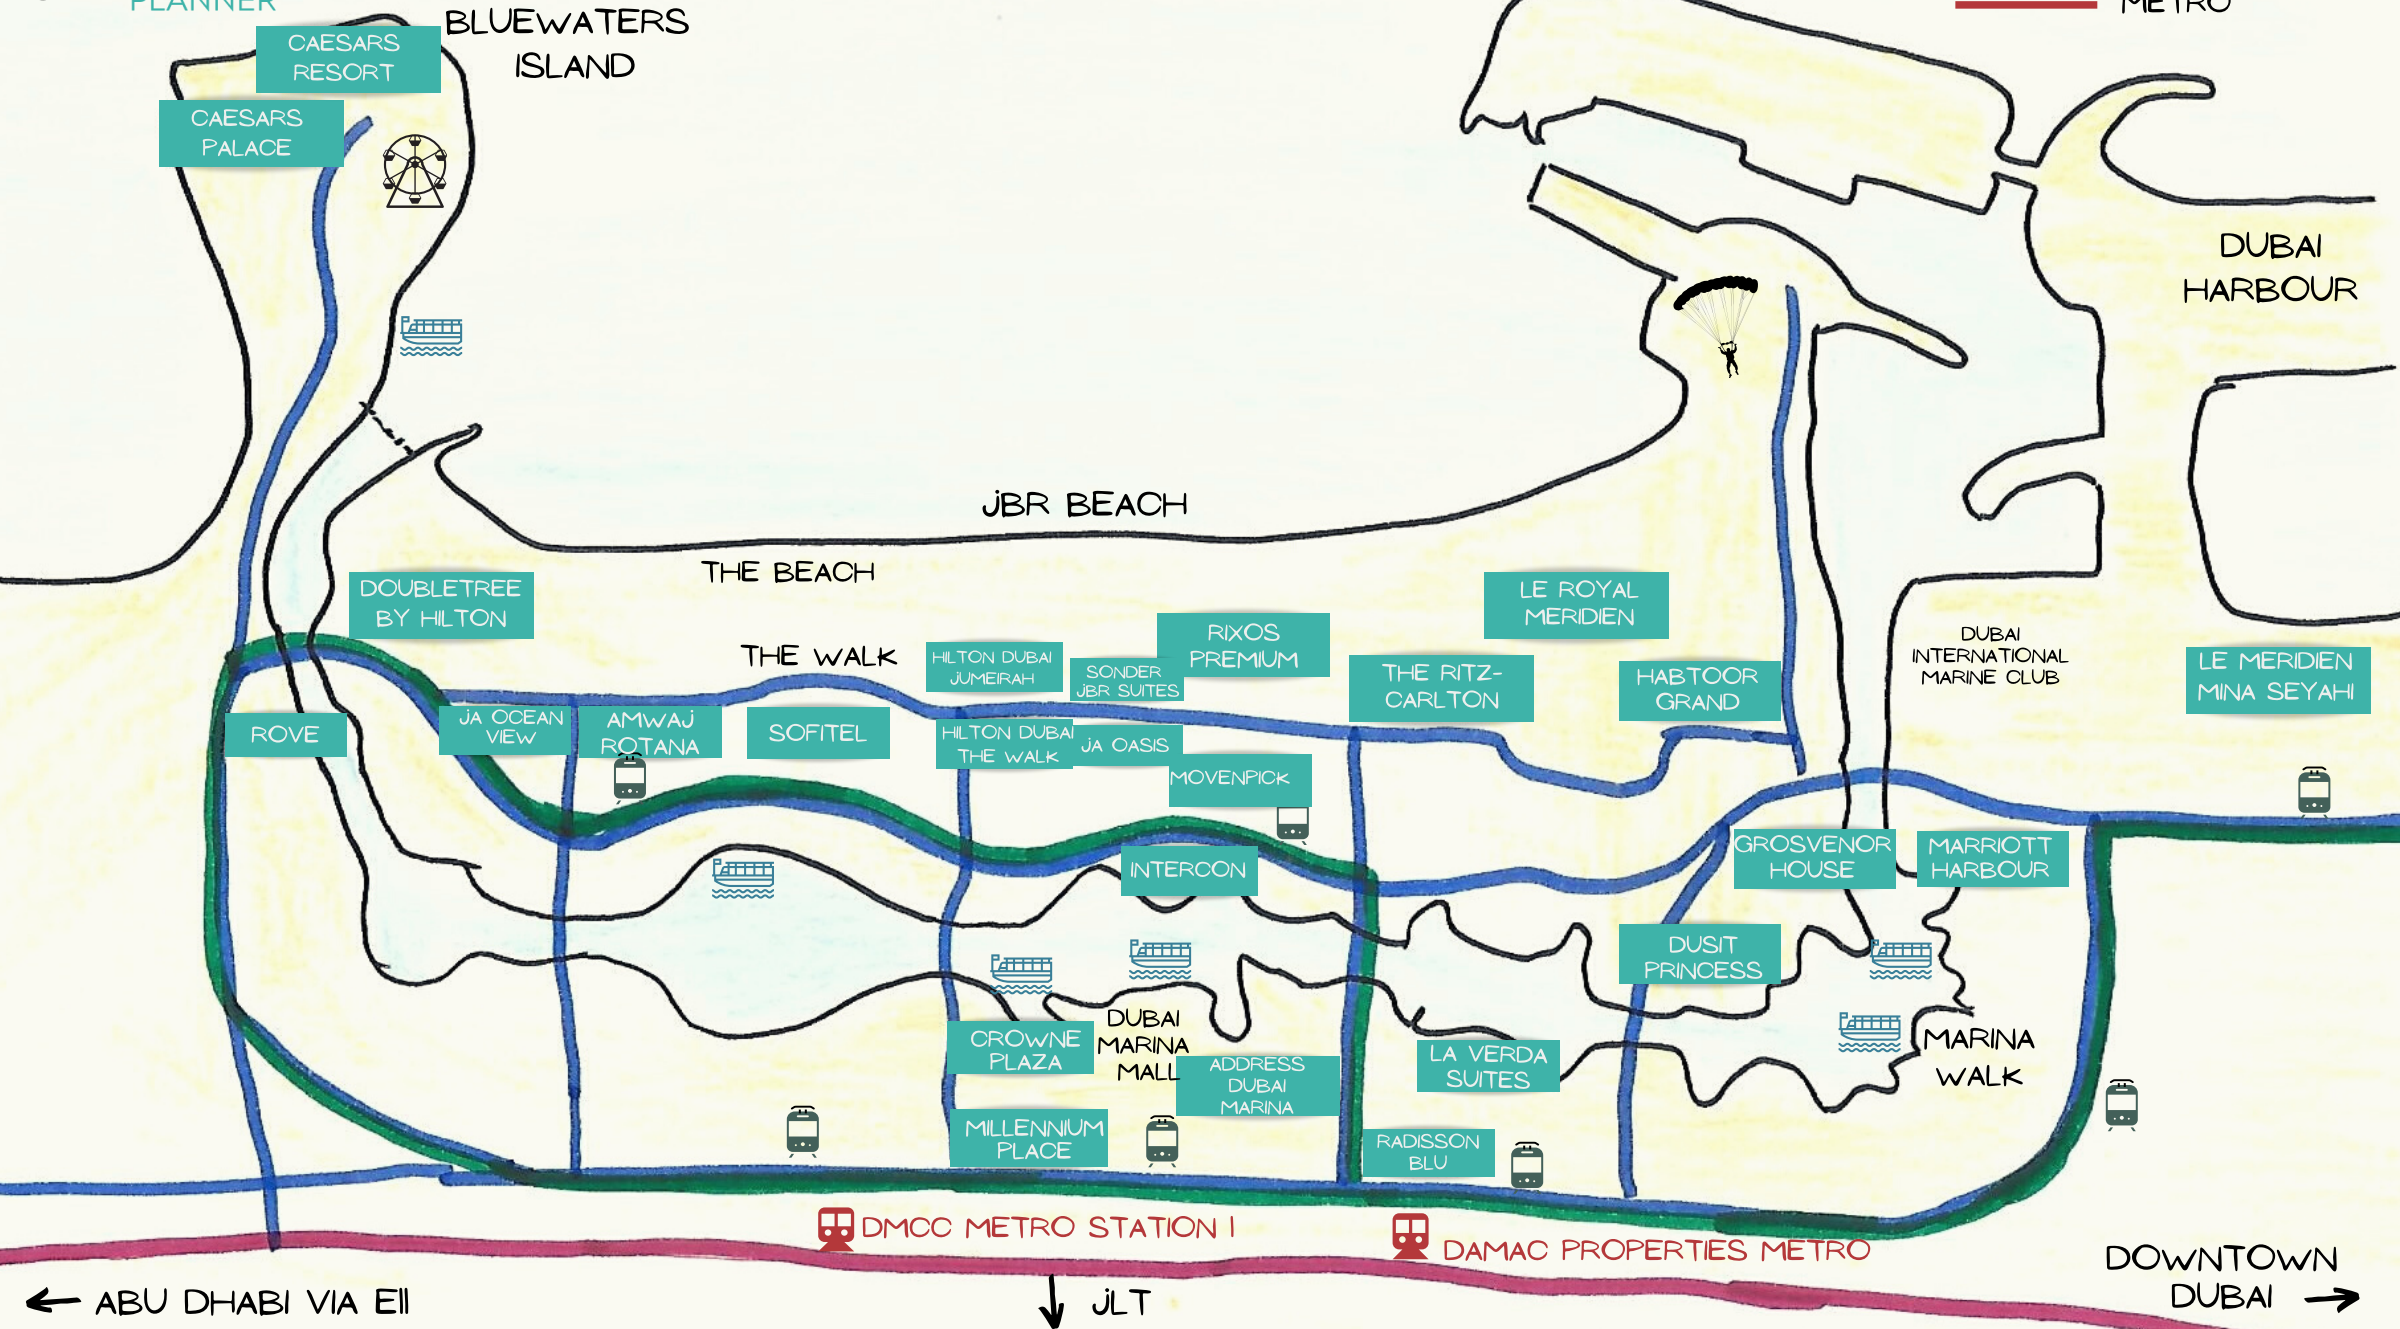 PLANNER
METRO
BLUEWATERS
ISLAND
CAESARS
RESORT
CAESARS
PALACE
DUBAI
HARBOUR
JBR BEACH
THE BEACH
DOUBLETREE
BY HILTON
LE ROYAL
MERIDIEN
THE WALK
HILTON DUBAI
JUMEIRAH
SONDER
JBR SUITES
RIXOS
PREMIUM
THE RITZ-
CARLTON
HABTOOR
GRAND
DUBAI
INTERNATIONAL
MARINE CLUB
LE MERIDIEN
MINA SEYAHI
ROVE
JA OCEAN
VIEW
AMWAJ
ROTANA
SOFITEL
HILTON DUBAI
THE WALK
JA OASIS
MOVENPICK
INTERCON
GROSVENOR
HOUSE
MARRIOTT
HARBOUR
DUSIT
PRINCESS
CROWNE
PLAZA
DUBAI
MARINA
MALL
ADDRESS
DUBAI
MARINA
LA VERDA
SUITES
MARINA
WALK
MILLENNIUM
PLACE
RADISSON
BLU
DMCC METRO STATION 1
DAMAC PROPERTIES METRO
ABU DHABI VIA E11
JLT
DOWNTOWN
DUBAI